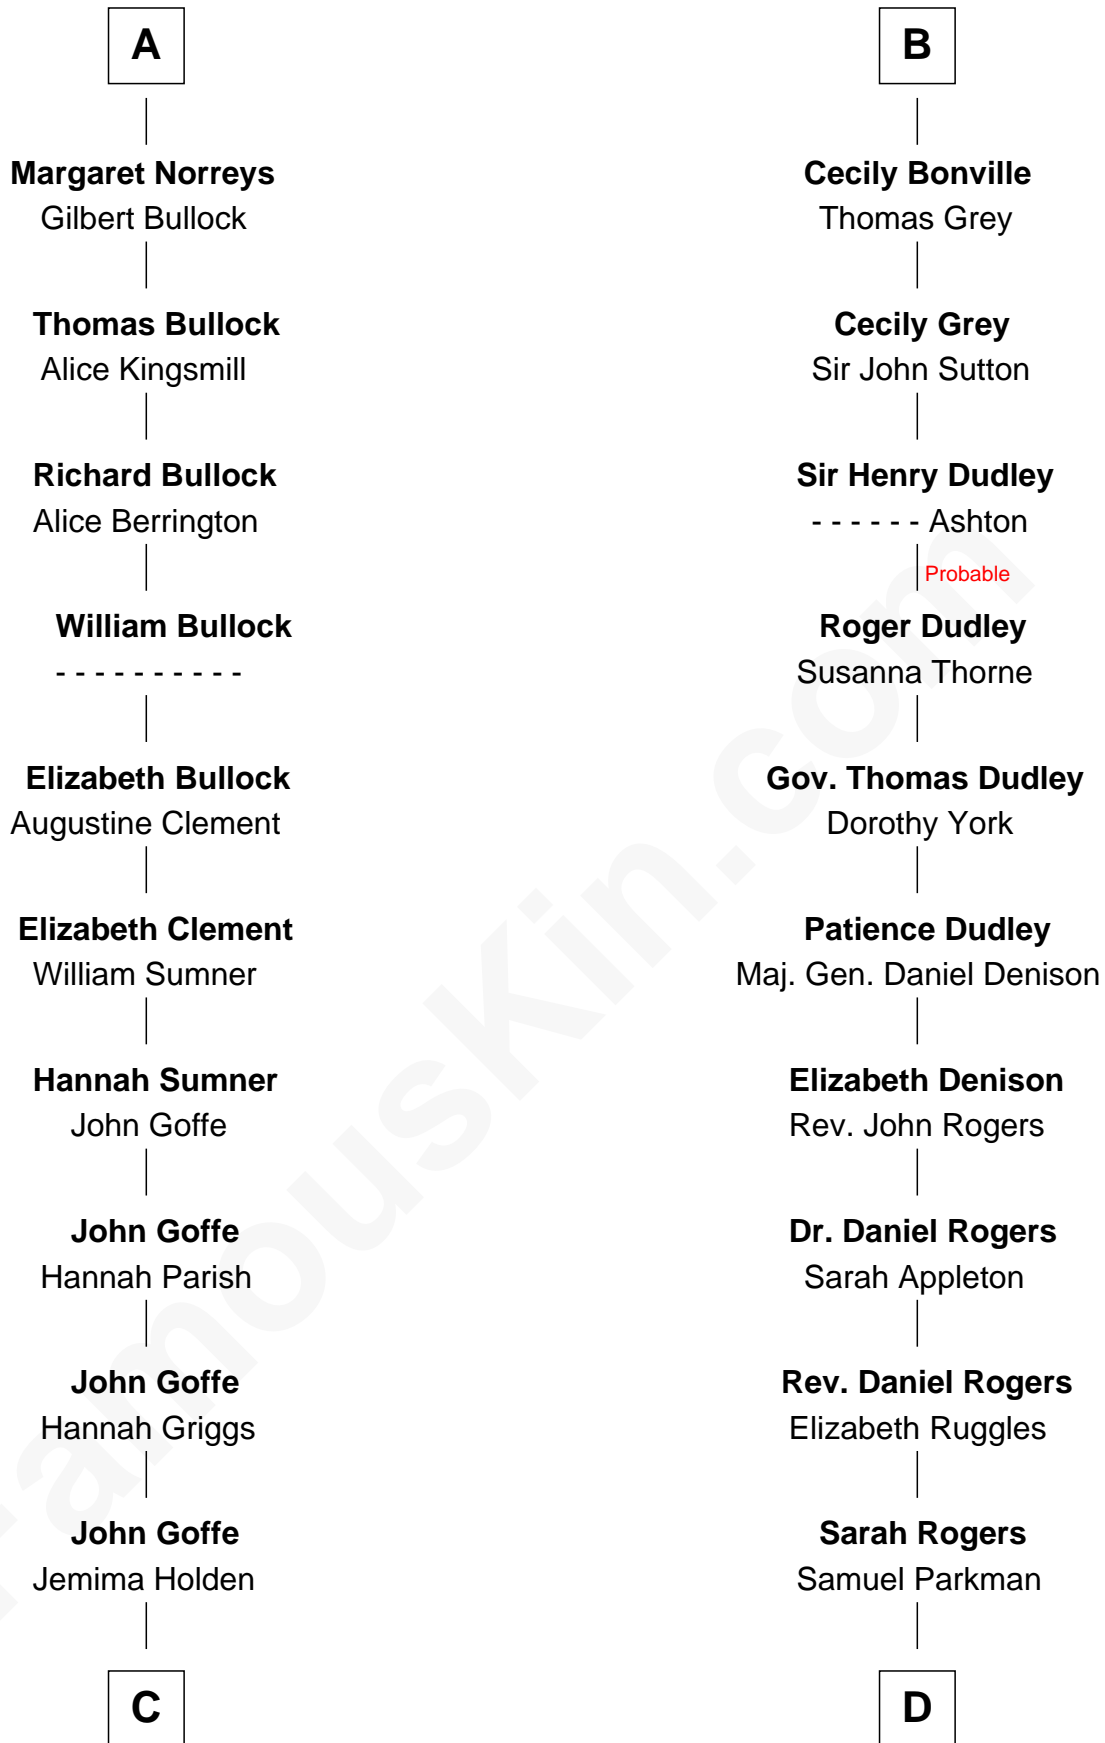 A
Margaret Norreys
Gilbert Bullock
Thomas Bullock
Alice Kingsmill
Richard Bullock
Alice Berrington
William Bullock
- - - - - - - - - -
Elizabeth Bullock
Augustine Clement
Elizabeth Clement
William Sumner
Hannah Sumner
John Goffe
John Goffe
Hannah Parish
John Goffe
Hannah Griggs
John Goffe
Jemima Holden
C
B
Cecily Bonville
Thomas Grey
Cecily Grey
Sir John Sutton
Sir Henry Dudley
- - - - - - Ashton
Probable
Roger Dudley
Susanna Thorne
Gov. Thomas Dudley
Dorothy York
Patience Dudley
Maj. Gen. Daniel Denison
Elizabeth Denison
Rev. John Rogers
Dr. Daniel Rogers
Sarah Appleton
Rev. Daniel Rogers
Elizabeth Ruggles
Sarah Rogers
Samuel Parkman
D
FamousKin.com